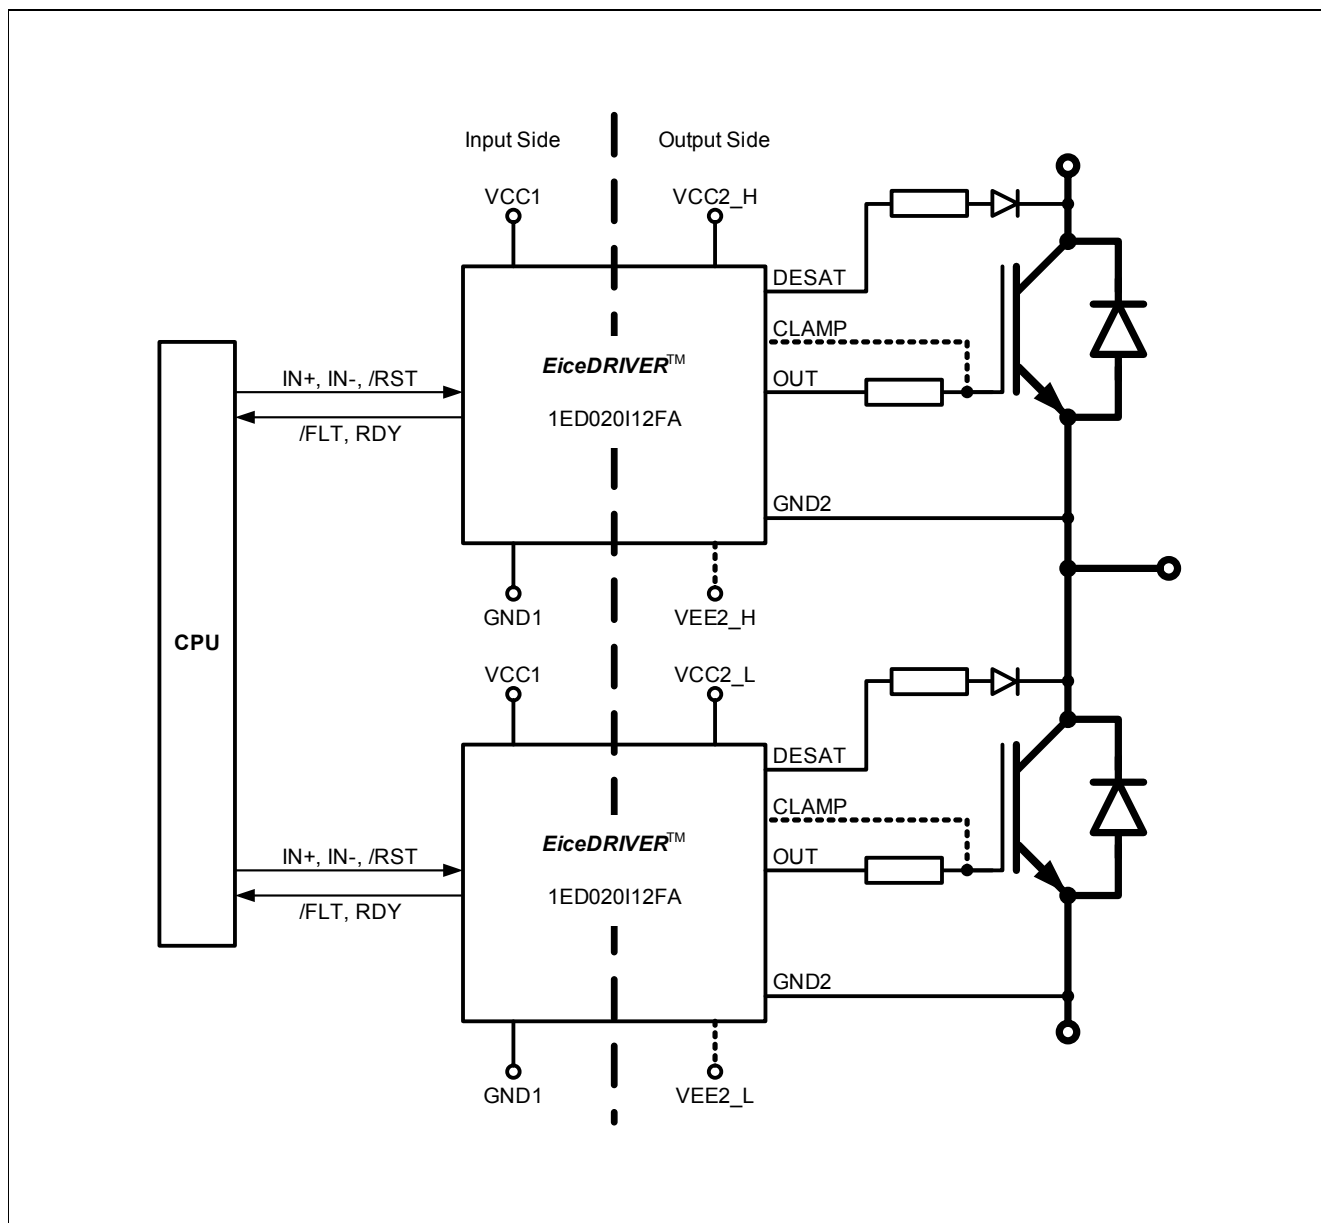 Input Side
Output Side
VCC1
VCC2_H
DESAT
CLAMP
EiceDRIVER™
OUT
IN+, IN-, /RST
1ED020I12FA
/FLT, RDY
GND2
GND1
VEE2_H
CPU
VCC1
VCC2_L
DESAT
CLAMP
EiceDRIVER™
OUT
IN+, IN-, /RST
1ED020I12FA
/FLT, RDY
GND2
GND1
VEE2_L